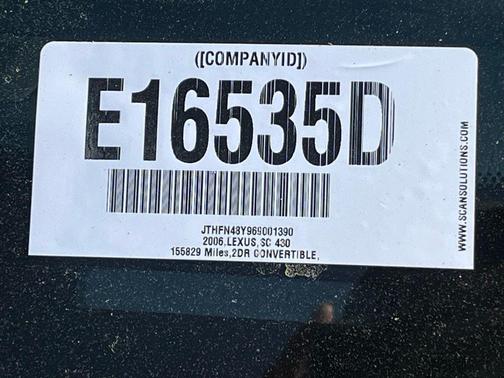 ([COMPANYID])
E16535D
JTHFN48Y969001390
2006,LEXUS,SC 430
155829 Miles,2DR CONVERTIBLE,
WWW.SCANSOLUTIONS.COM